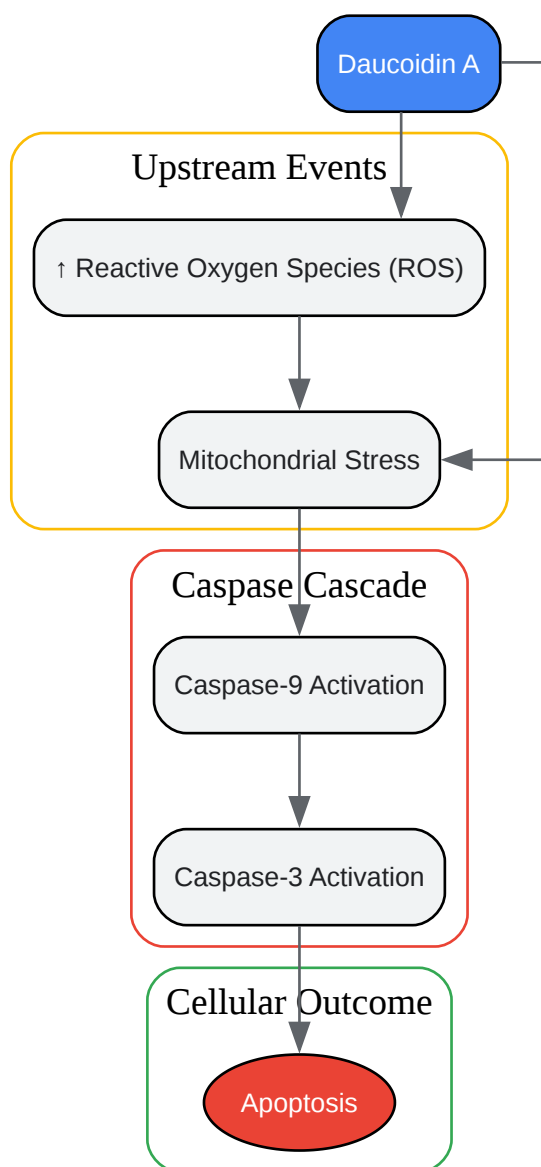 Daucoidin A
Upstream Events
↑ Reactive Oxygen Species (ROS)
Mitochondrial Stress
Caspase Cascade
Caspase-9 Activation
Caspase-3 Activation
Cellular Outcome
Apoptosis